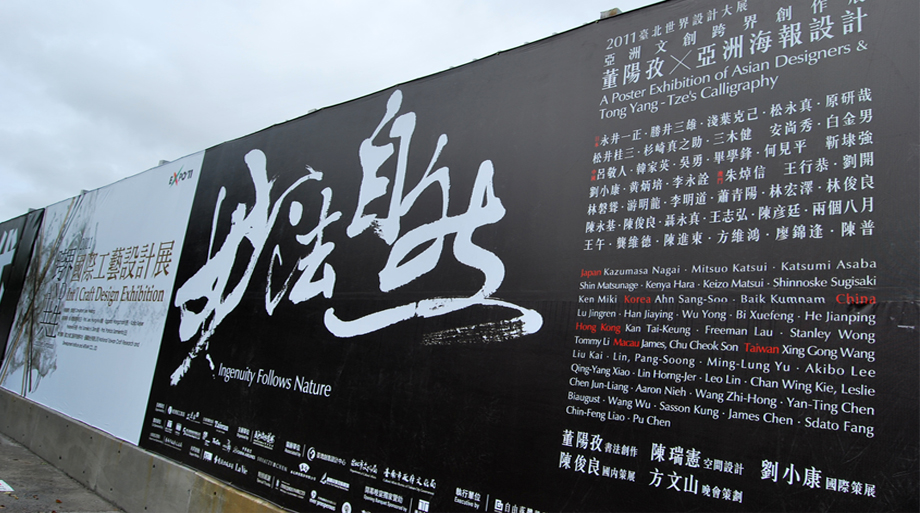 EXPO'11
國際工藝設計展
Int'l Craft Design Exhibition
妙法自然
Ingenuity Follows Nature
2011臺北世界設計大展
亞洲文創跨界創作展
董陽孜×亞洲海報設計
A Poster Exhibition of Asian Designers &
Tong Yang-Tze's Calligraphy
永井一正·勝井三雄·淺葉克己·松永真·原研哉
松井桂三·杉崎真之助·三木健 安尚秀·白金男
呂敬人·韓家英·吳勇·畢學鋒·何見平 靳埭強
劉小康·黃炳培·李永銓 朱焯信 王行恭·劉開
林磐聳·游明龍·李明道·蕭青陽·林宏澤·林俊良
陳永基·陳俊良·聶永真·王志弘·陳彥廷·兩個八月
王午·龔維德·陳進東·方維鴻·廖錦逢·陳普
Japan Kazumasa Nagai · Mitsuo Katsui · Katsumi Asaba
Shin Matsunage · Kenya Hara · Keizo Matsui · Shinnoske Sugisaki
Ken Miki Korea Ahn Sang-Soo · Baik Kumnam China
Lu Jingren · Han Jiaying · Wu Yong · Bi Xuefeng · He Jianping
Hong Kong Kan Tai-Keung · Freeman Lau · Stanley Wong
Tommy Li Macau James, Chu Cheok Son Taiwan Xing Gong Wang
Liu Kai · Lin, Pang-Soong · Ming-Lung Yu · Akibo Lee
Qing-Yang Xiao · Lin Horng-Jer · Leo Lin · Chan Wing Kie, Leslie
Chen Jun-Liang · Aaron Nieh · Wang Zhi-Hong · Yan-Ting Chen
Biaugust · Wang Wu · Sasson Kung · James Chen · Sdato Fang
Chin-Feng Liao · Pu Chen
董陽孜 書法創作 陳瑞憲 空間設計 劉小康 國際策展
陳俊良 國內策展 方文山 晚會策劃